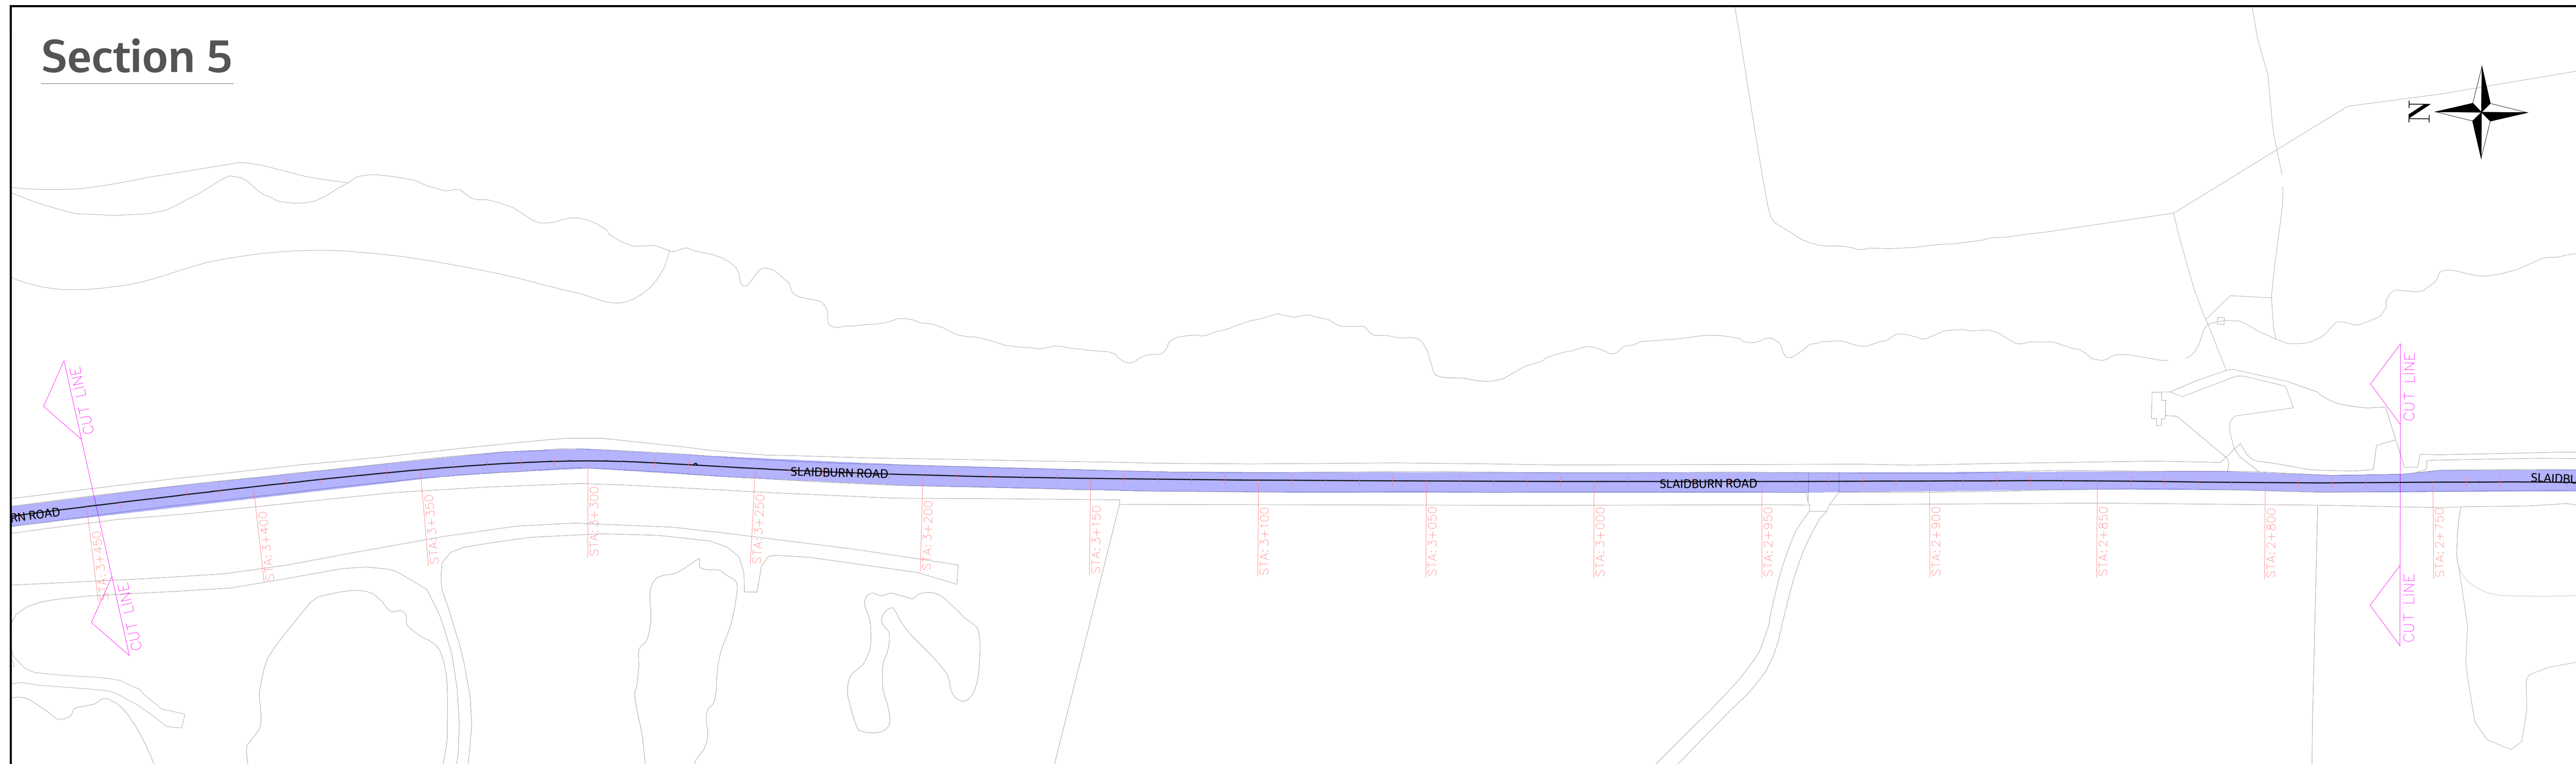 Section 5
N
CUT LINE
CUT LINE
RN ROAD
SLAIDBURN ROAD
SLAIDBURN ROAD
SLAIDBU
STA: 3+450
STA: 3+400
STA: 3+350
STA: 3+300
STA: 3+250
STA: 3+200
STA: 3+150
STA: 3+100
STA: 3+050
STA: 3+000
STA: 2+950
STA: 2+900
STA: 2+850
STA: 2+800
STA: 2+750
CUT LINE
CUT LINE